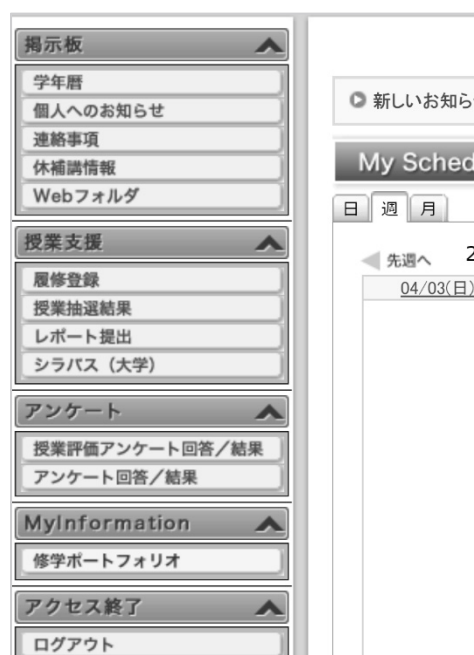 掲示板
学年暦
個人へのお知らせ
連絡事項
休補講情報
Webフォルダ
授業支援
履修登録
授業抽選結果
レポート提出
シラバス（大学）
アンケート
授業評価アンケート回答／結果
アンケート回答／結果
MyInformation
修学ポートフォリオ
アクセス終了
ログアウト
新しいお知ら
My Sched
日 週 月
先週へ 2
04/03(日)